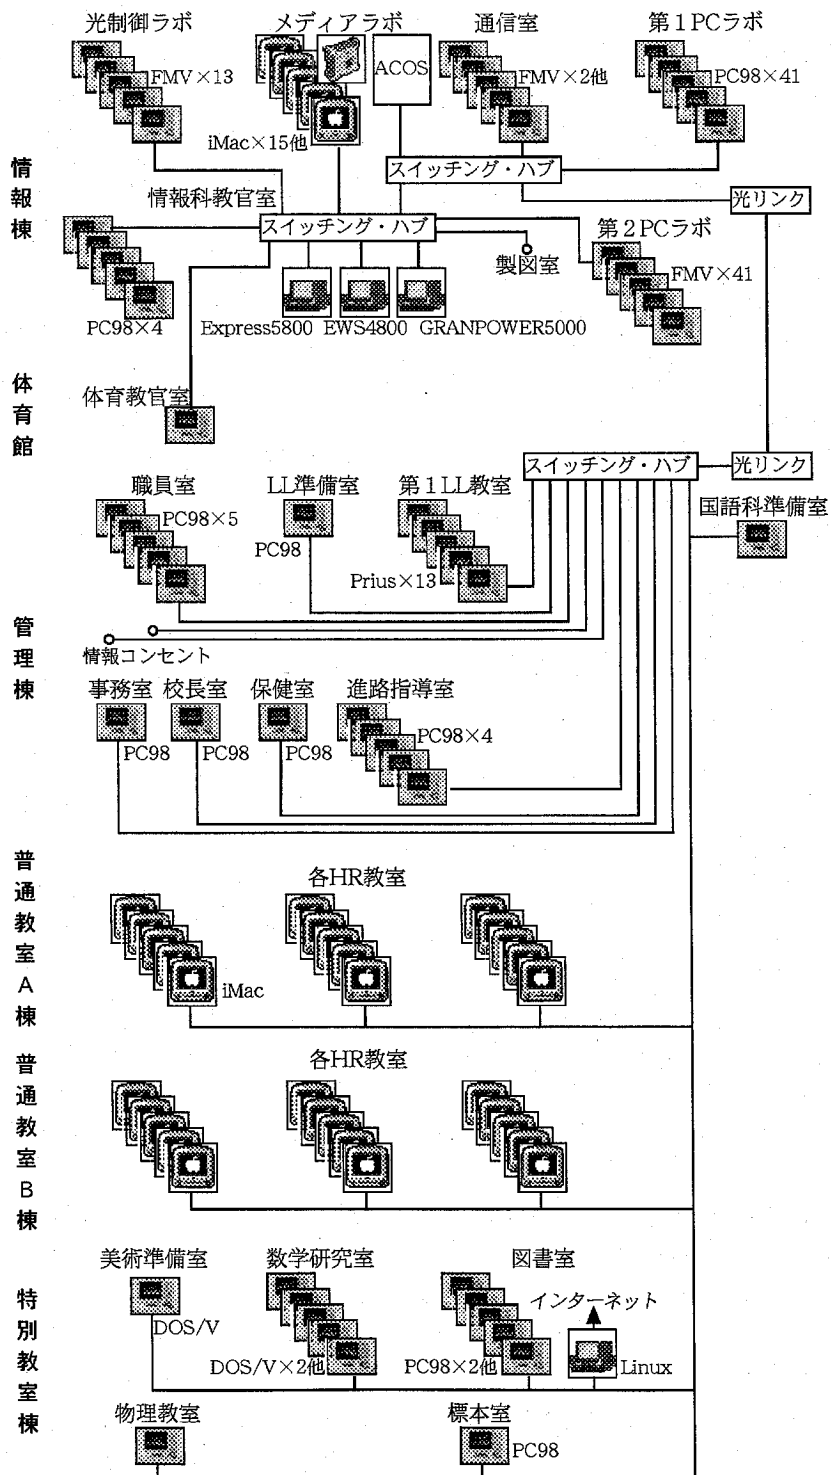 光制御ラボ
メディアラボ
通信室
第1PCラボ
FMV×13
ACOS
FMV×2他
PC98×41
iMac×15他
スイッチング・ハブ
情報棟
情報科教官室
光リンク
スイッチング・ハブ
第2PCラボ
製図室
FMV×41
PC98×4
Express5800
EWS4800
GRANPOWER5000
体育館
体育教官室
スイッチング・ハブ
光リンク
職員室
LL準備室
第1LL教室
国語科準備室
PC98×5
PC98
Prius×13
管理棟
情報コンセント
事務室
校長室
保健室
進路指導室
PC98
PC98
PC98
PC98×4
普通教室A棟
各HR教室
iMac
普通教室B棟
各HR教室
特別教室棟
美術準備室
数学研究室
図書室
インターネット
DOS/V
DOS/V×2他
PC98×2他
Linux
物理教室
標本室
PC98